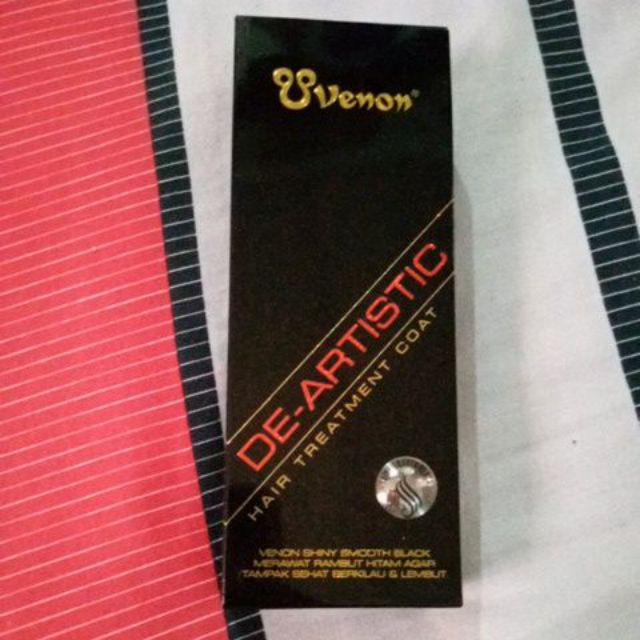 Venon®
DE-ARTISTIC
HAIR TREATMENT COAT
VENON SHINY SMOOTH BLACK
MERAWAT RAMBUT HITAM AGAR
TAMPAK SEHAT BERKILAU & LEMBUT